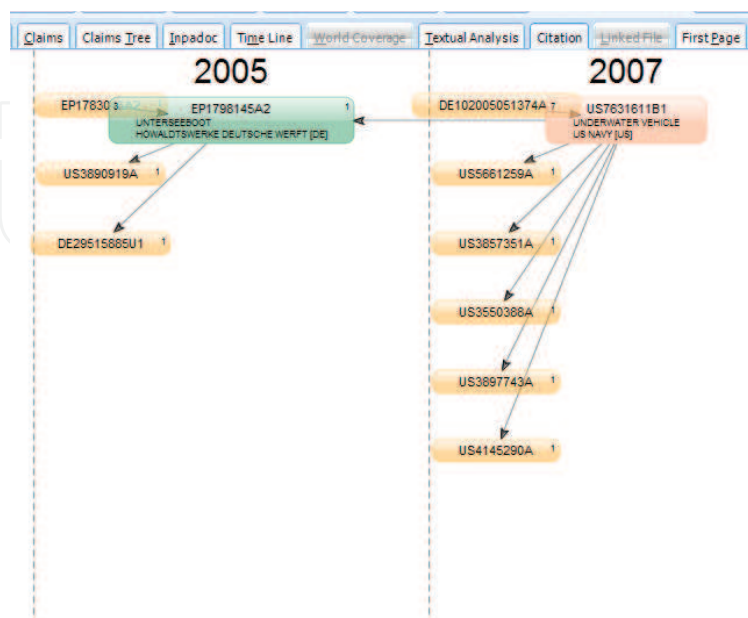 Claims Claims Tree Inpadoc Time Line World Coverage Textual Analysis Citation Linked File First Page
2005 2007
EP1798145A2 1
UNTERSEEBOOT
HOWALDTSWERKE DEUTSCHE WERFT [DE]
DE102005051374A 7
US7631611B1
UNDERWATER VEHICLE
US NAVY [US]
US3890919A 1
US5661259A 1
DE29515885U1 1
US3857351A 1
US3550388A 1
US3897743A 1
US4145290A 1